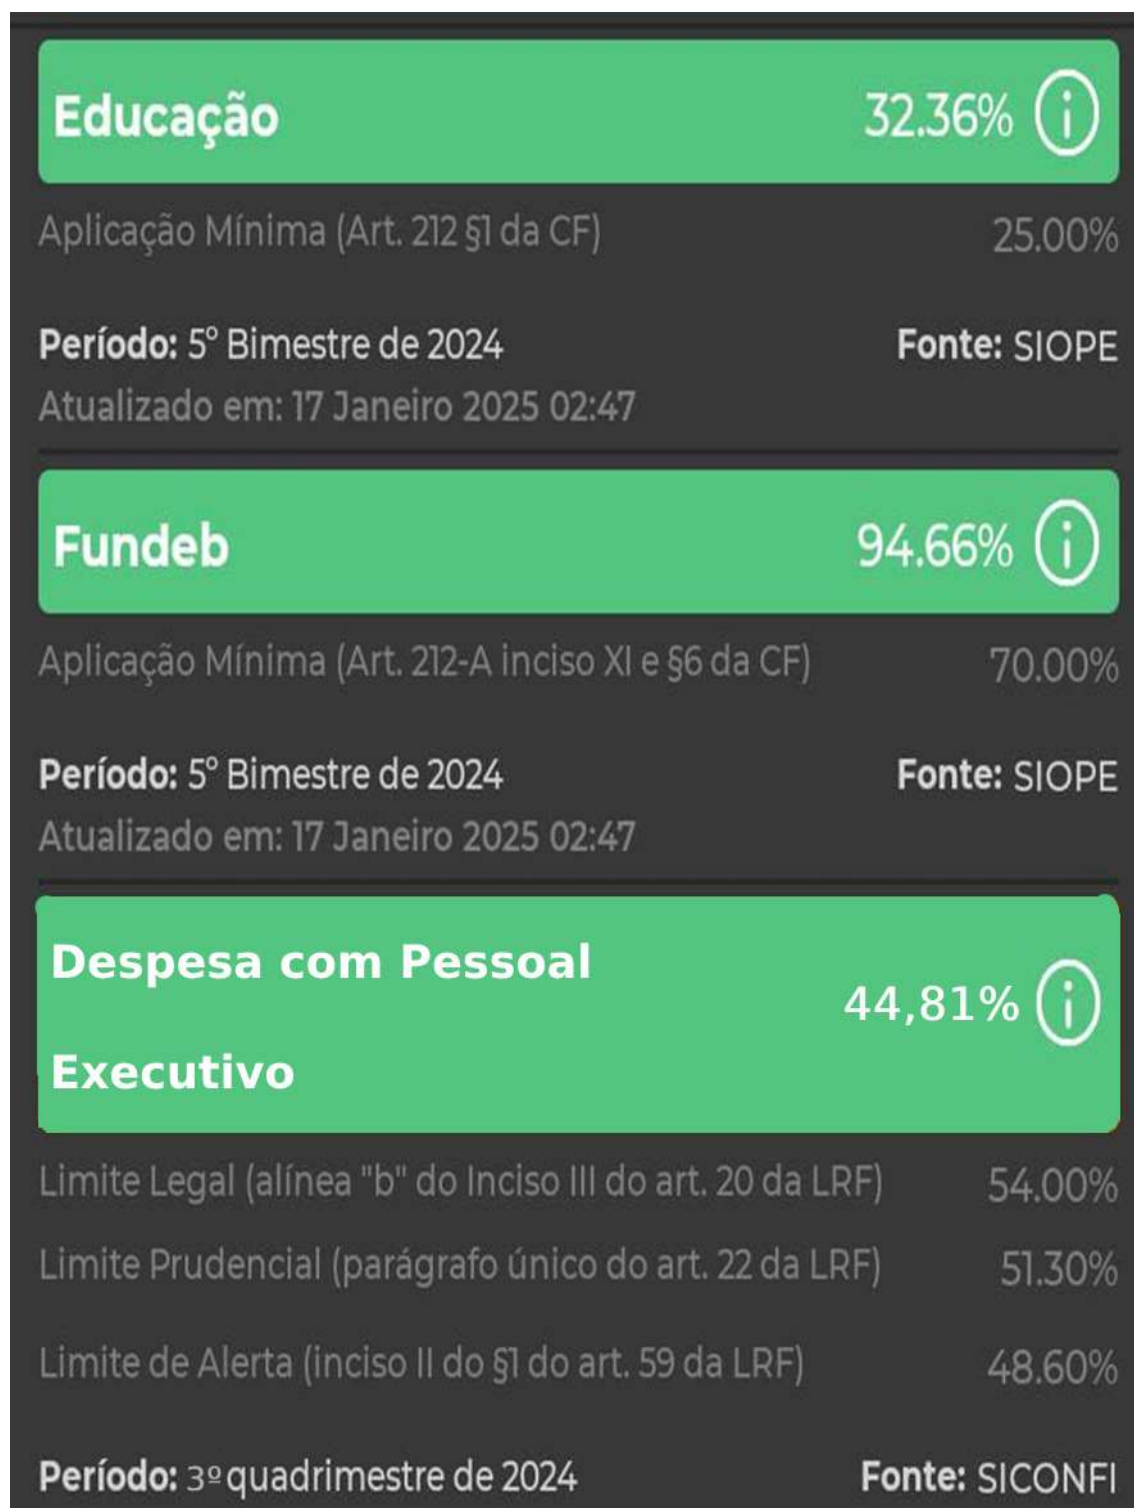 Educação 32.36%
Aplicação Mínima (Art. 212 §1 da CF) 25.00%
Período: 5º Bimestre de 2024 Fonte: SIOPE
Atualizado em: 17 Janeiro 2025 02:47
Fundeb 94.66%
Aplicação Mínima (Art. 212-A inciso XI e §6 da CF) 70.00%
Período: 5º Bimestre de 2024 Fonte: SIOPE
Atualizado em: 17 Janeiro 2025 02:47
Despesa com Pessoal
44,81%
Executivo
Limite Legal (alínea "b" do Inciso III do art. 20 da LRF) 54.00%
Limite Prudencial (parágrafo único do art. 22 da LRF) 51.30%
Limite de Alerta (inciso II do §1 do art. 59 da LRF) 48.60%
Período: 3º quadrimestre de 2024 Fonte: SICONFI